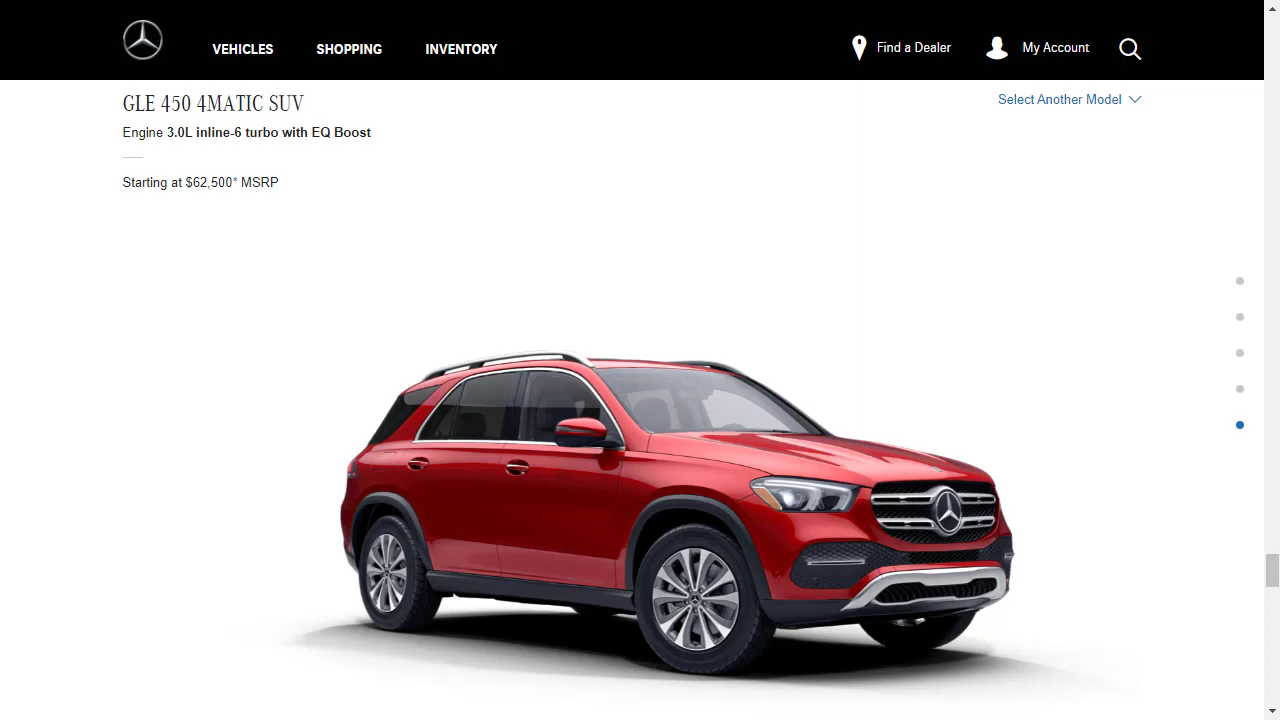 VEHICLES
SHOPPING
INVENTORY
Find a Dealer
My Account
GLE 450 4MATIC SUV
Select Another Model
Engine 3.0L inline-6 turbo with EQ Boost
Starting at $62,500* MSRP